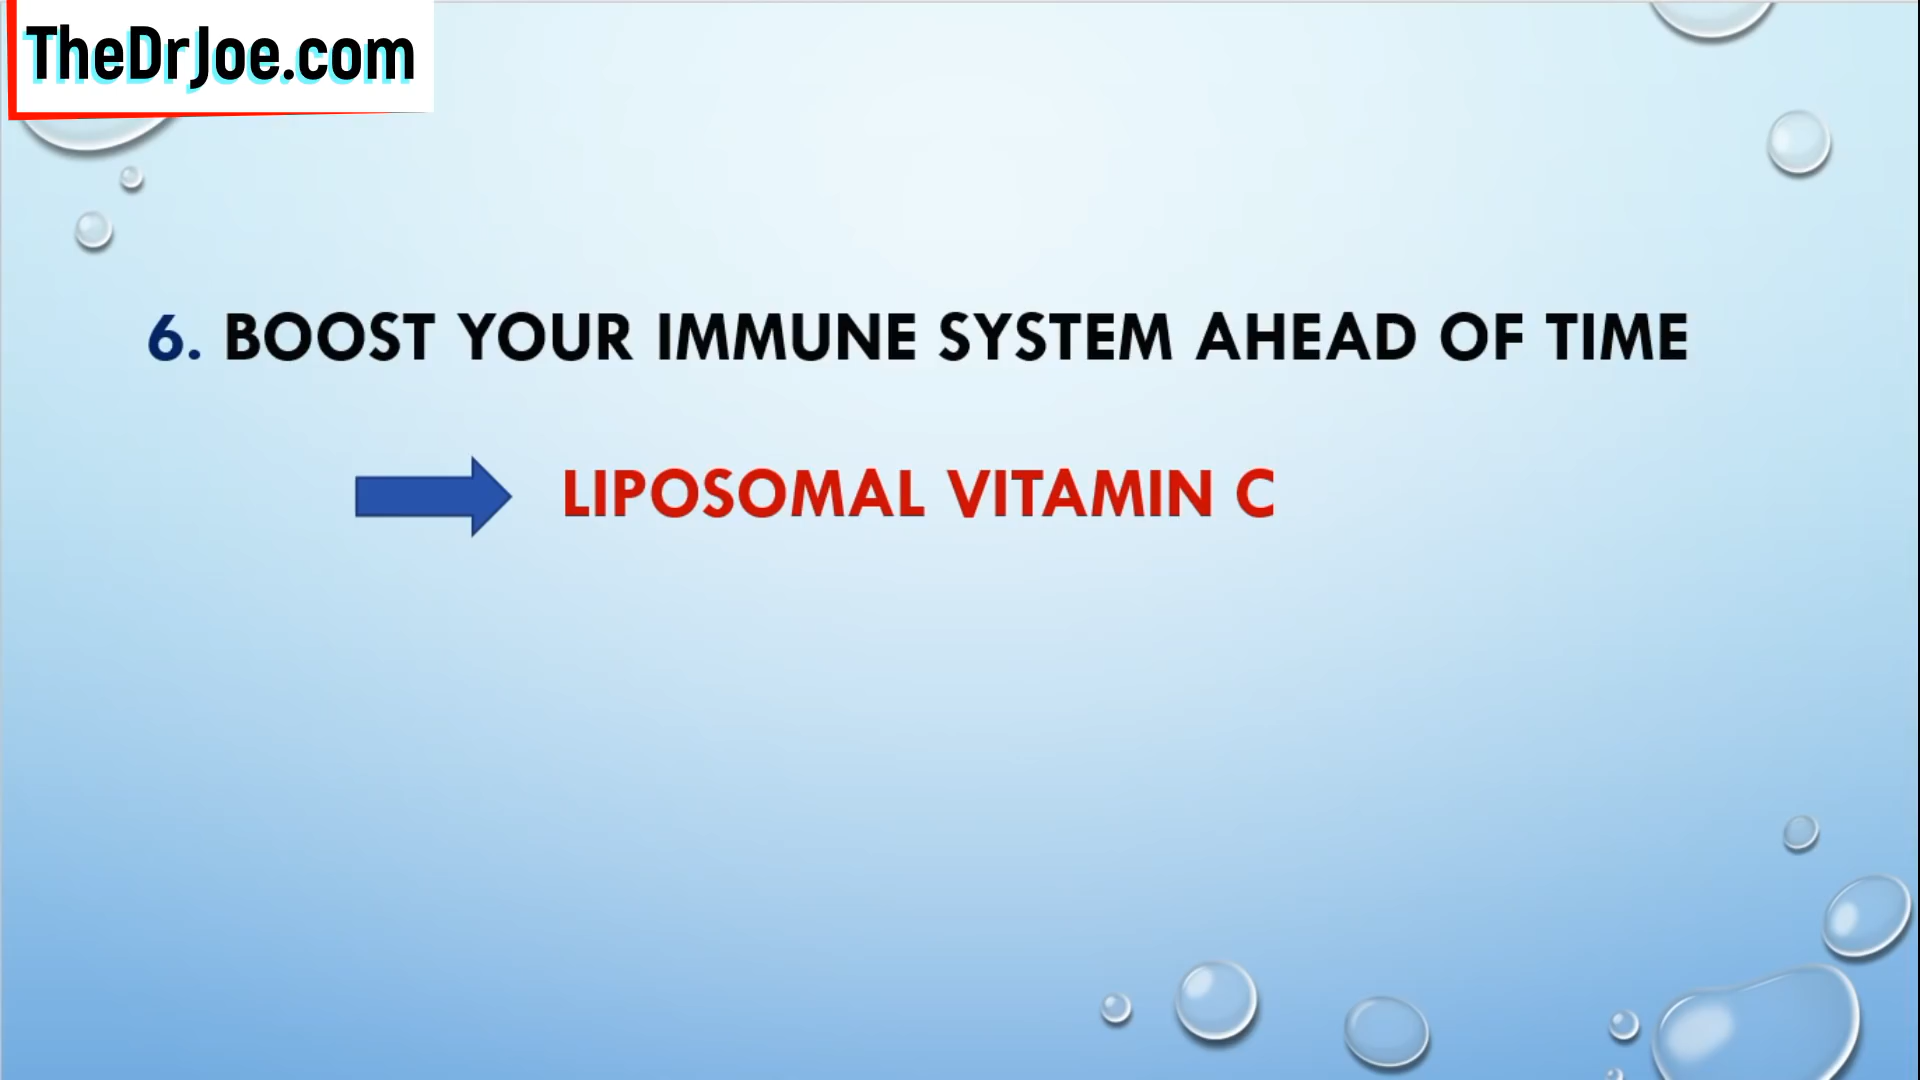 TheDrJoe.com
6. BOOST YOUR IMMUNE SYSTEM AHEAD OF TIME
LIPOSOMAL VITAMIN C